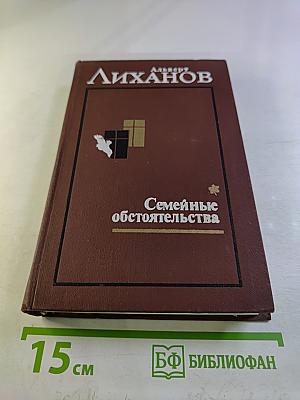 Альберт
ЛИХАНОВ
Семейные
обстоятельства
15 см
БФ БИБЛИОФАН